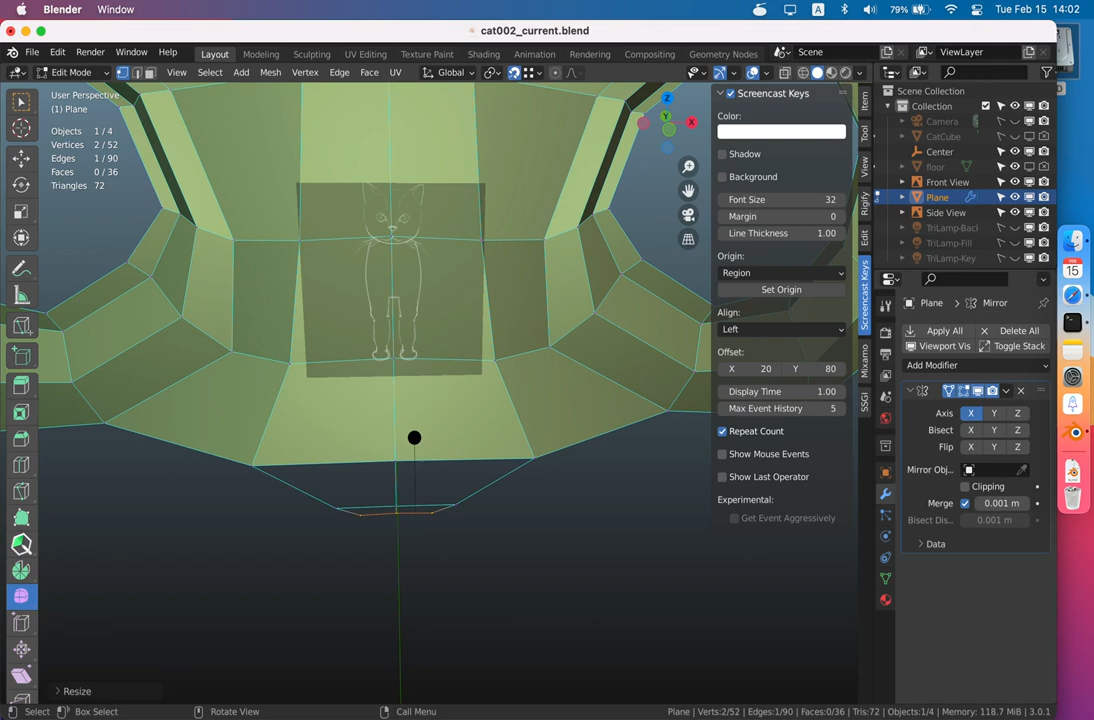 Blender Window A 79% Tue Feb 15 14:02
cat002_current.blend
File Edit Render Window Help Layout Modeling Sculpting UV Editing Texture Paint Shading Animation Rendering Compositing Geometry Nodes Scene ViewLayer
Edit Mode View Select Add Mesh Vertex Edge Face UV Global
User Perspective
(1) Plane
Objects 1 / 4
Vertices 2 / 52
Edges 1 / 90
Faces 0 / 36
Triangles 72
Z
Y
X
Screencast Keys
Color:
Shadow
Background
Font Size 32
Margin 0
Line Thickness 1.00
Origin:
Region
Set Origin
Align:
Left
Offset:
X 20 Y 80
Display Time 1.00
Max Event History 5
Repeat Count
Show Mouse Events
Show Last Operator
Experimental:
Get Event Aggressively
Item
Tool
View
Rigify
Edit
Screencast Keys
Mixamo
SSGI
Scene Collection
Collection
Camera
CatCube
Center
floor
Front View
Plane
Side View
TriLamp-Back
TriLamp-Fill
TriLamp-Key
Plane Mirror
Apply All Delete All
Viewport Vis Toggle Stack
Add Modifier
Axis X Y Z
Bisect X Y Z
Flip X Y Z
Mirror Obj...
Clipping
Merge 0.001 m
Bisect Dis... 0.001 m
Data
FEB
15
Resize
Select Box Select Rotate View Call Menu Plane | Verts:2/52 | Edges:1/90 | Faces:0/36 | Tris:72 | Objects:1/4 | Memory: 118.7 MiB | 3.0.1